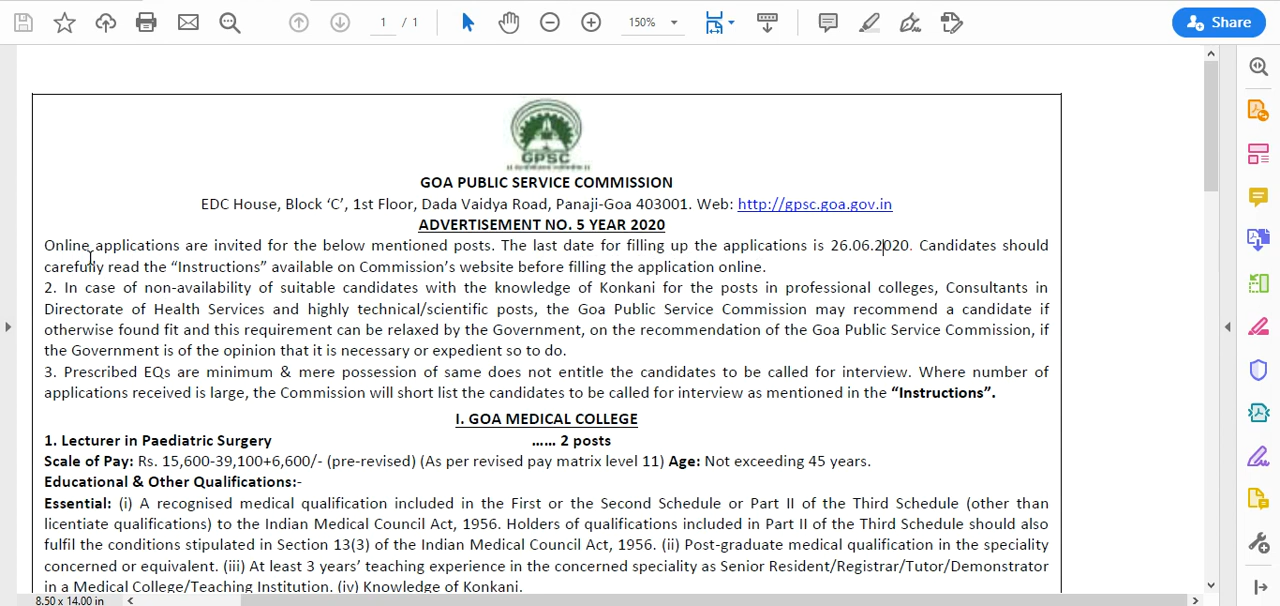 1 / 1
150%
Share
GPSC
GOA PUBLIC SERVICE COMMISSION
EDC House, Block ‘C’, 1st Floor, Dada Vaidya Road, Panaji-Goa 403001. Web: http://gpsc.goa.gov.in
ADVERTISEMENT NO. 5 YEAR 2020
Online applications are invited for the below mentioned posts. The last date for filling up the applications is 26.06.2020. Candidates should
carefully read the “Instructions” available on Commission’s website before filling the application online.
2. In case of non-availability of suitable candidates with the knowledge of Konkani for the posts in professional colleges, Consultants in
Directorate of Health Services and highly technical/scientific posts, the Goa Public Service Commission may recommend a candidate if
otherwise found fit and this requirement can be relaxed by the Government, on the recommendation of the Goa Public Service Commission, if
the Government is of the opinion that it is necessary or expedient so to do.
3. Prescribed EQs are minimum & mere possession of same does not entitle the candidates to be called for interview. Where number of
applications received is large, the Commission will short list the candidates to be called for interview as mentioned in the “Instructions”.
I. GOA MEDICAL COLLEGE
1. Lecturer in Paediatric Surgery …... 2 posts
Scale of Pay: Rs. 15,600-39,100+6,600/- (pre-revised) (As per revised pay matrix level 11) Age: Not exceeding 45 years.
Educational & Other Qualifications:-
Essential: (i) A recognised medical qualification included in the First or the Second Schedule or Part II of the Third Schedule (other than
licentiate qualifications) to the Indian Medical Council Act, 1956. Holders of qualifications included in Part II of the Third Schedule should also
fulfil the conditions stipulated in Section 13(3) of the Indian Medical Council Act, 1956. (ii) Post-graduate medical qualification in the speciality
concerned or equivalent. (iii) At least 3 years’ teaching experience in the concerned speciality as Senior Resident/Registrar/Tutor/Demonstrator
in a Medical College/Teaching Institution. (iv) Knowledge of Konkani.
8.50 x 14.00 in